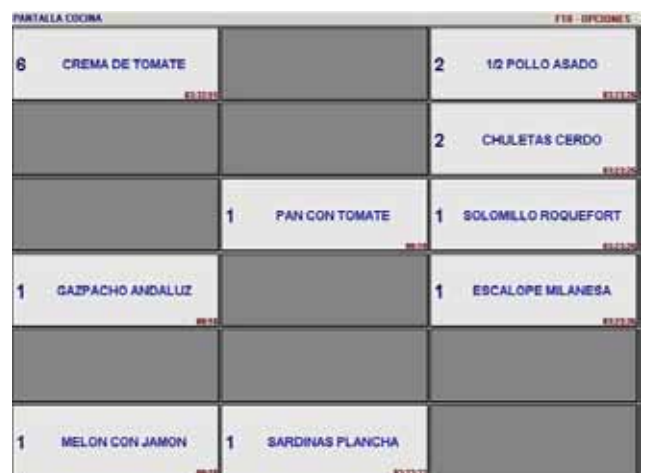 PANTALLA COCINA
F10 - OPCIONES
6 CREMA DE TOMATE
2 1/2 POLLO ASADO
2 CHULETAS CERDO
1 PAN CON TOMATE
1 SOLOMILLO ROQUEFORT
1 GAZPACHO ANDALUZ
1 ESCALOPE MILANESA
1 MELON CON JAMON
1 SARDINAS PLANCHA